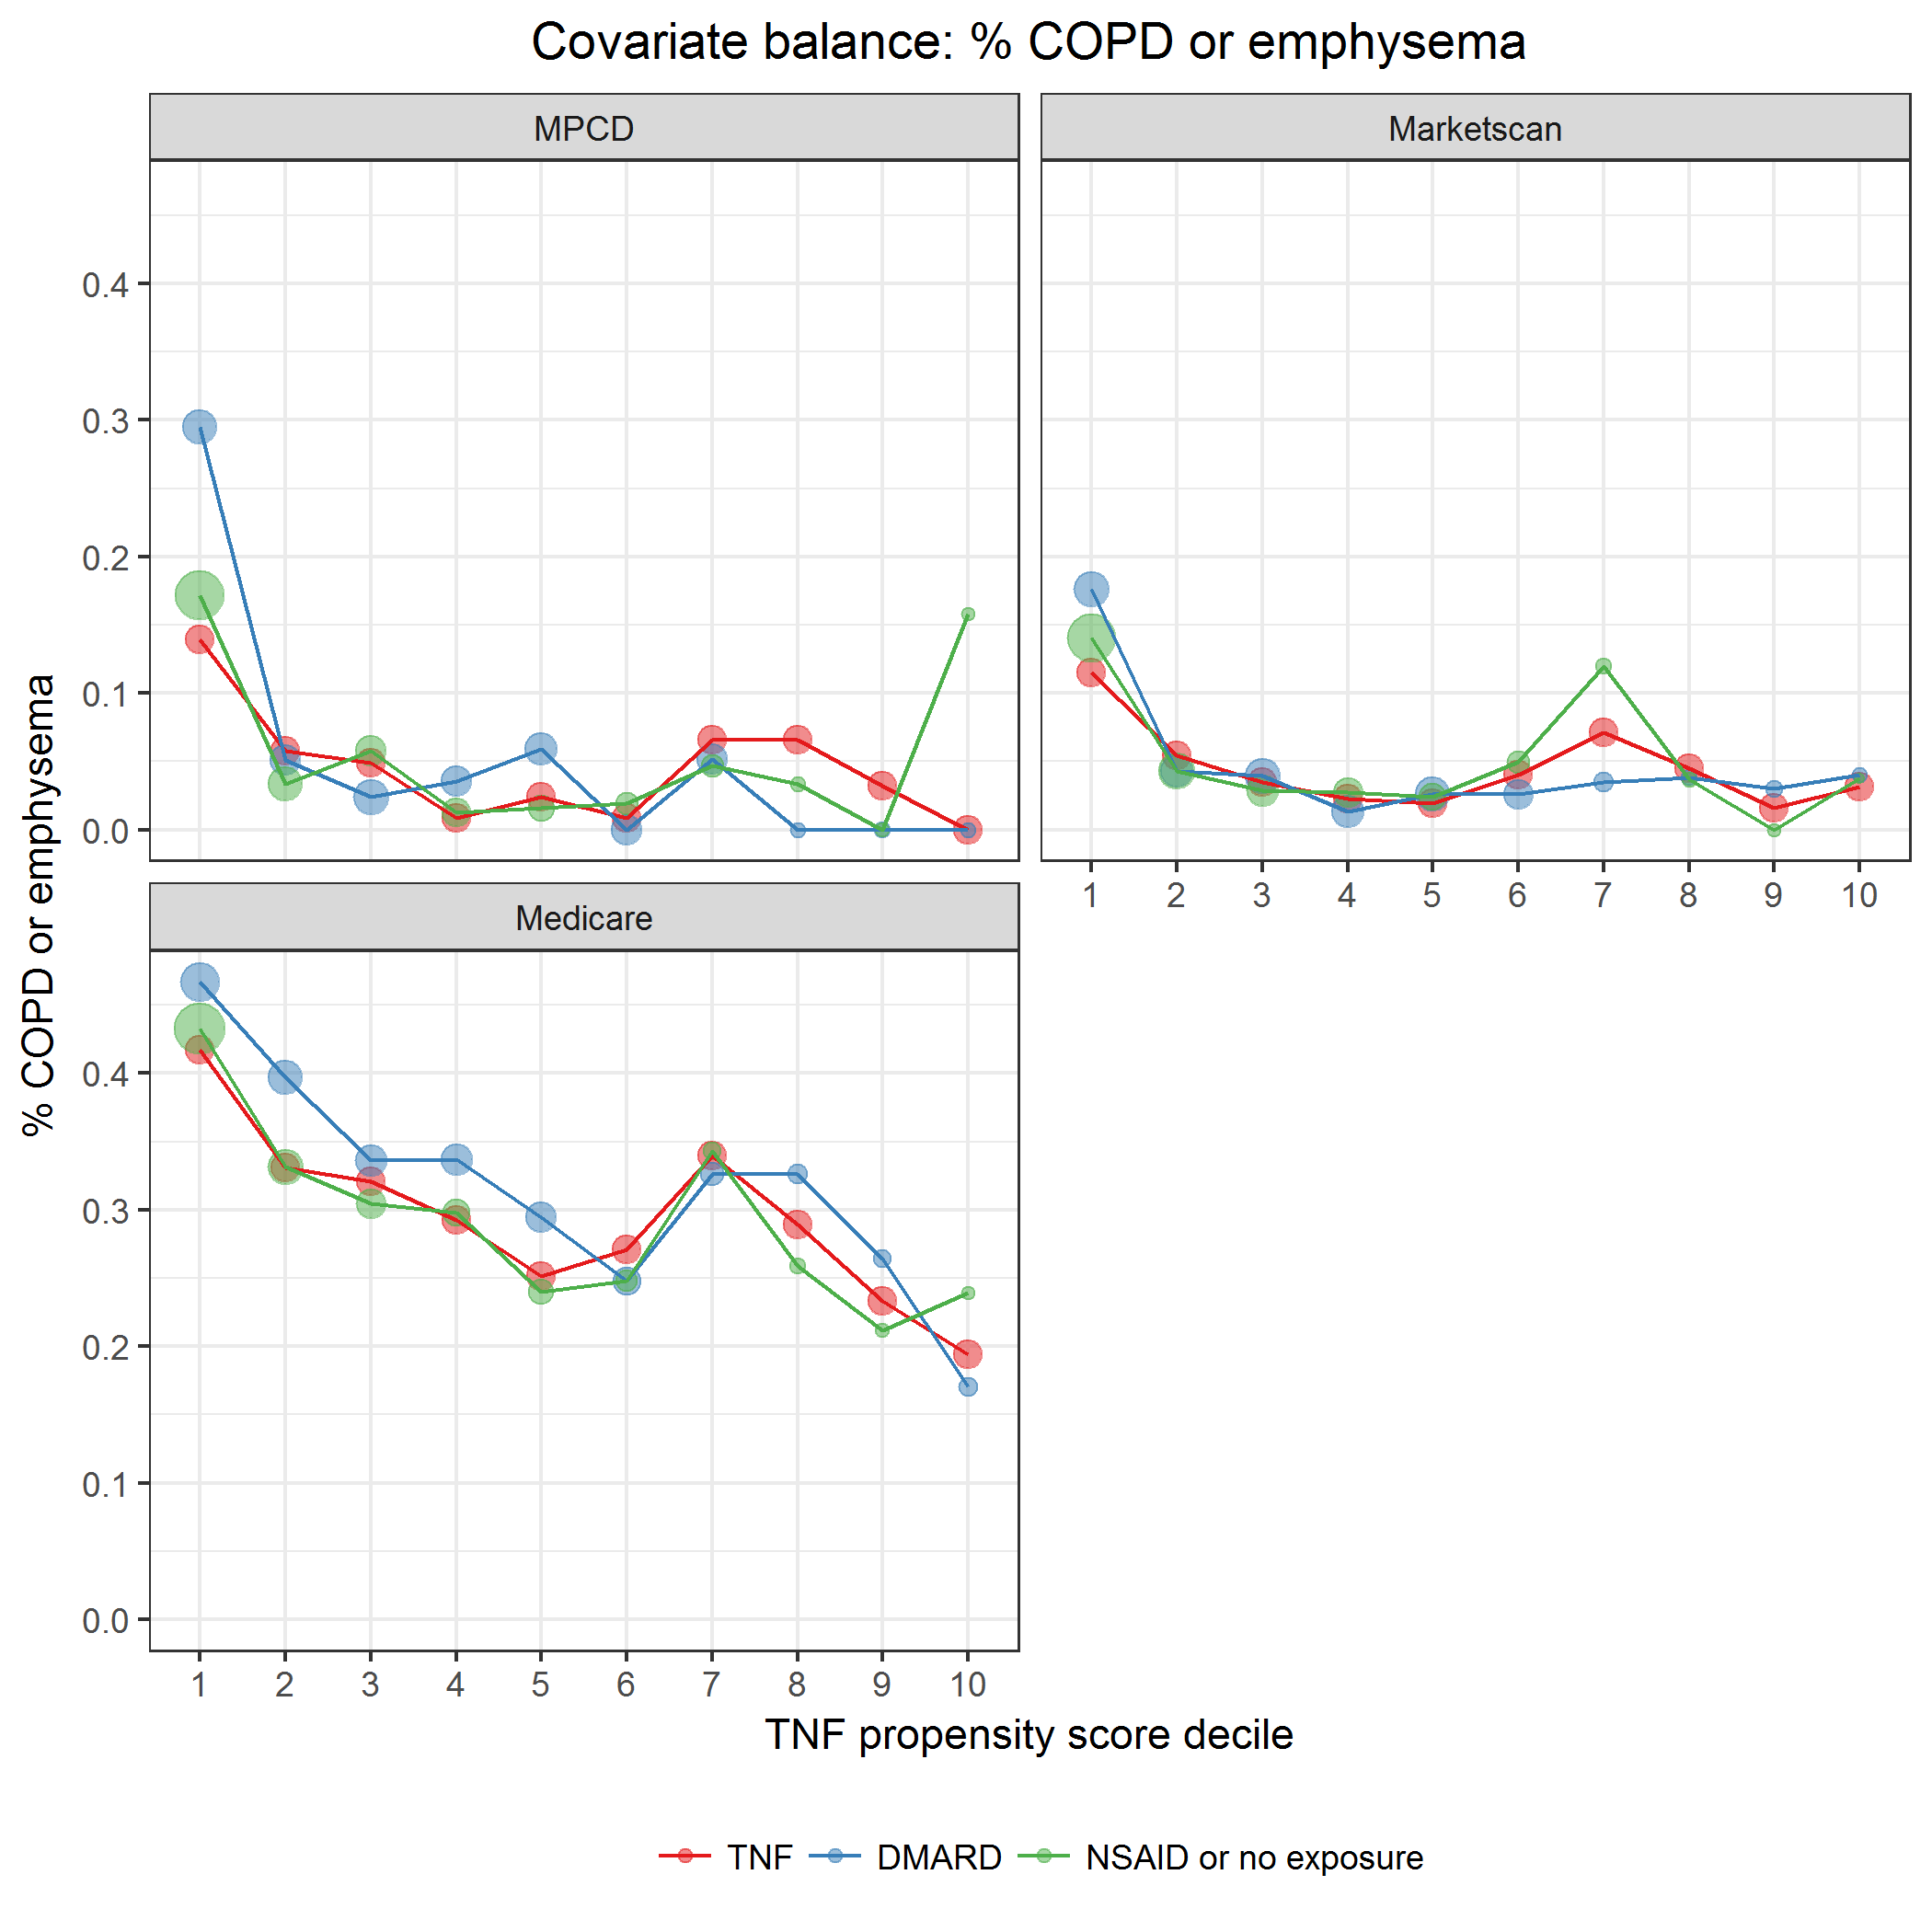 Covariate balance: % COPD or emphysema
MPCD
Marketscan
0.4
0.3
0.2
0.1
0.0
1 2 3 4 5 6 7 8 9 10
Medicare
0.4
0.3
0.2
0.1
0.0
1 2 3 4 5 6 7 8 9 10
% COPD or emphysema
TNF propensity score decile
TNF DMARD NSAID or no exposure